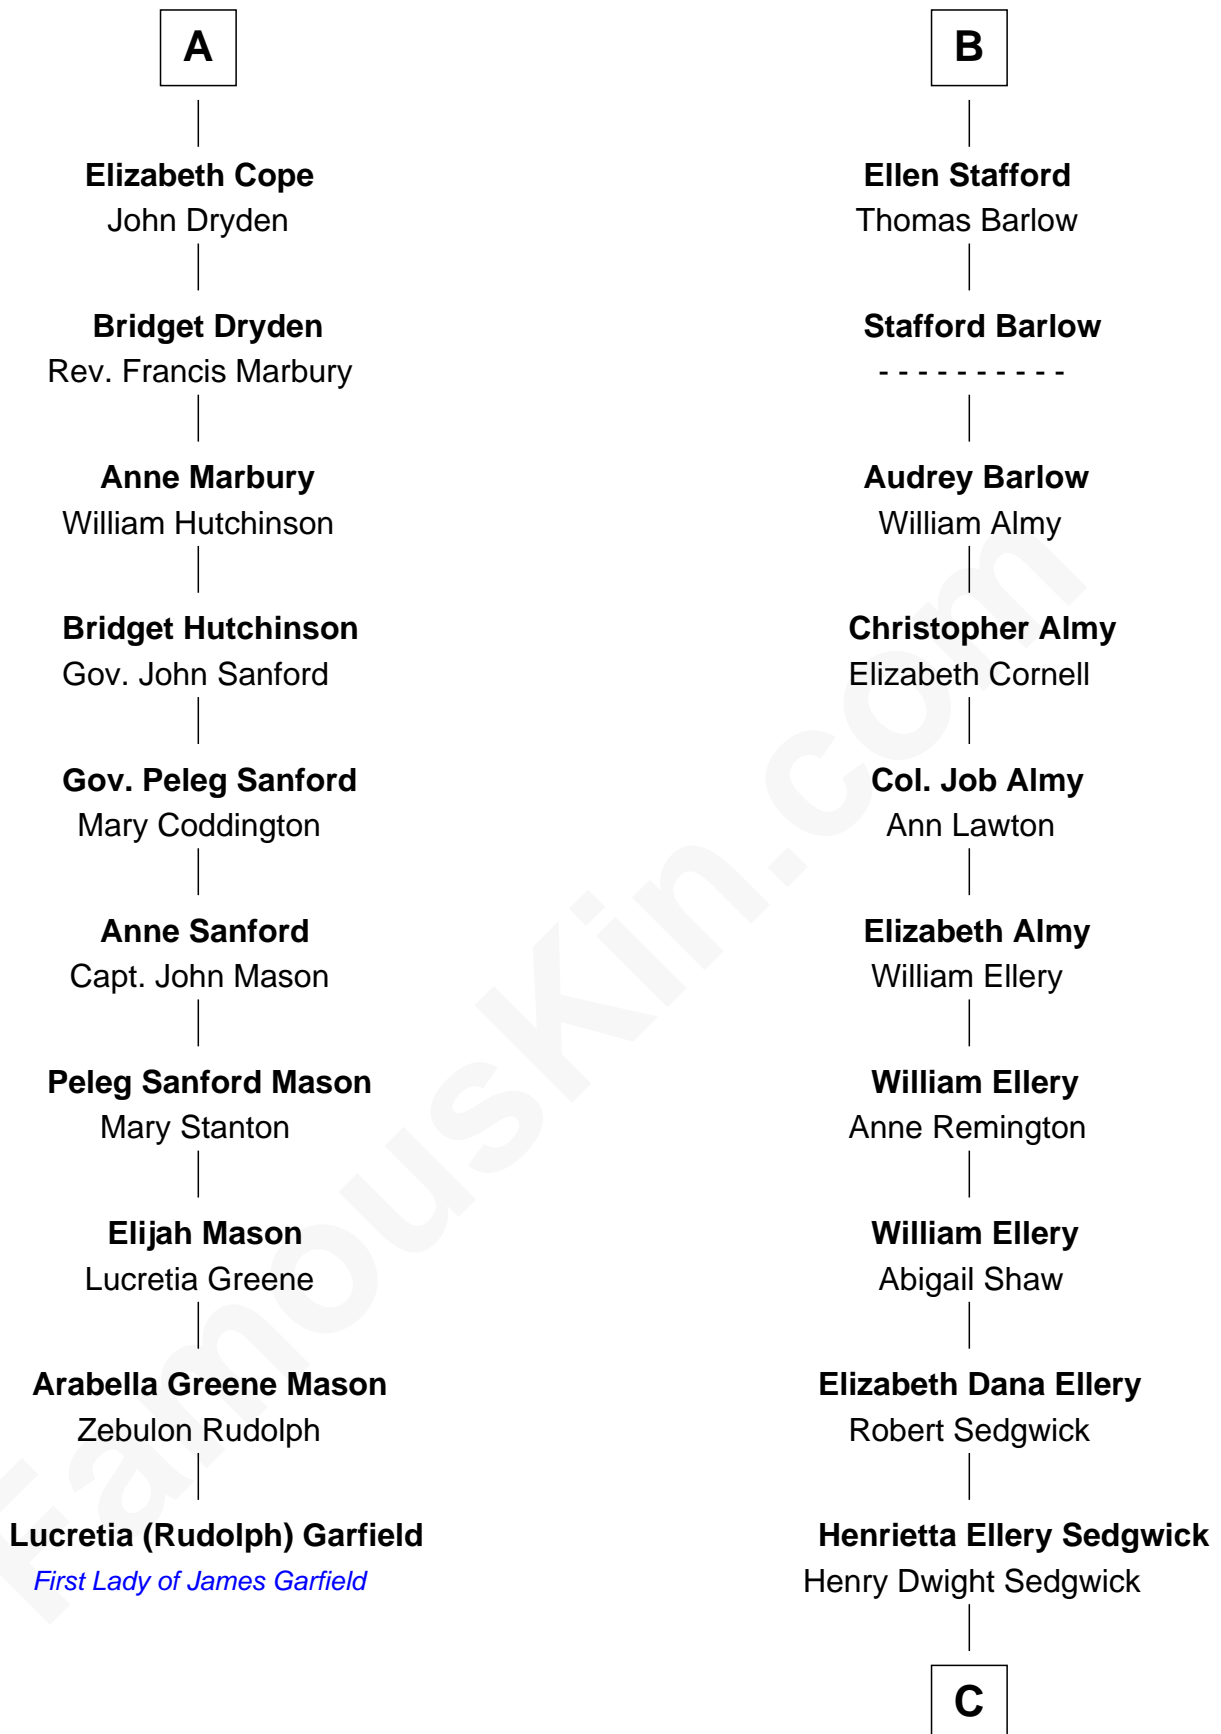 A
Elizabeth Cope
John Dryden
Bridget Dryden
Rev. Francis Marbury
Anne Marbury
William Hutchinson
Bridget Hutchinson
Gov. John Sanford
Gov. Peleg Sanford
Mary Coddington
Anne Sanford
Capt. John Mason
Peleg Sanford Mason
Mary Stanton
Elijah Mason
Lucretia Greene
Arabella Greene Mason
Zebulon Rudolph
Lucretia (Rudolph) Garfield
First Lady of James Garfield
B
Ellen Stafford
Thomas Barlow
Stafford Barlow
- - - - - - - - - -
Audrey Barlow
William Almy
Christopher Almy
Elizabeth Cornell
Col. Job Almy
Ann Lawton
Elizabeth Almy
William Ellery
William Ellery
Anne Remington
William Ellery
Abigail Shaw
Elizabeth Dana Ellery
Robert Sedgwick
Henrietta Ellery Sedgwick
Henry Dwight Sedgwick
C
FamousKin.com